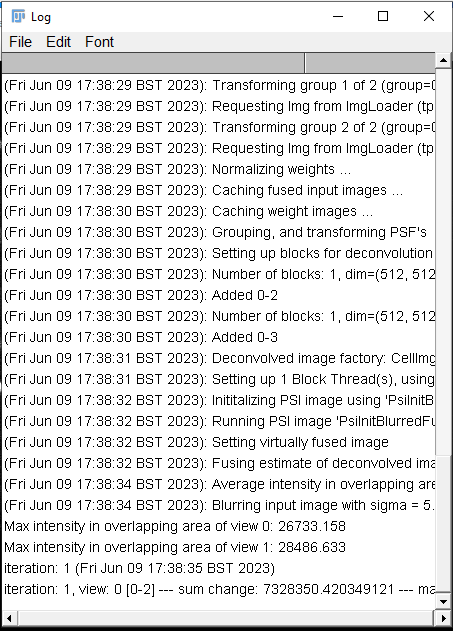 Log
File Edit Font
(Fri Jun 09 17:38:29 BST 2023): Transforming group 1 of 2 (group=0
(Fri Jun 09 17:38:29 BST 2023): Requesting Img from ImgLoader (tp
(Fri Jun 09 17:38:29 BST 2023): Transforming group 2 of 2 (group=0
(Fri Jun 09 17:38:29 BST 2023): Requesting Img from ImgLoader (tp
(Fri Jun 09 17:38:29 BST 2023): Normalizing weights ...
(Fri Jun 09 17:38:29 BST 2023): Caching fused input images ...
(Fri Jun 09 17:38:30 BST 2023): Caching weight images ...
(Fri Jun 09 17:38:30 BST 2023): Grouping, and transforming PSF's
(Fri Jun 09 17:38:30 BST 2023): Setting up blocks for deconvolution
(Fri Jun 09 17:38:30 BST 2023): Number of blocks: 1, dim=(512, 512
(Fri Jun 09 17:38:30 BST 2023): Added 0-2
(Fri Jun 09 17:38:30 BST 2023): Number of blocks: 1, dim=(512, 512
(Fri Jun 09 17:38:30 BST 2023): Added 0-3
(Fri Jun 09 17:38:31 BST 2023): Deconvolved image factory: CellImg
(Fri Jun 09 17:38:31 BST 2023): Setting up 1 Block Thread(s), using
(Fri Jun 09 17:38:32 BST 2023): Inititalizing PSI image using 'PsiInitB
(Fri Jun 09 17:38:32 BST 2023): Running PSI image 'PsiInitBlurredFu
(Fri Jun 09 17:38:32 BST 2023): Setting virtually fused image
(Fri Jun 09 17:38:32 BST 2023): Fusing estimate of deconvolved ima
(Fri Jun 09 17:38:34 BST 2023): Average intensity in overlapping are
(Fri Jun 09 17:38:34 BST 2023): Blurring input image with sigma = 5.
Max intensity in overlapping area of view 0: 26733.158
Max intensity in overlapping area of view 1: 28486.633
iteration: 1 (Fri Jun 09 17:38:35 BST 2023)
iteration: 1, view: 0 [0-2] --- sum change: 7328350.420349121 --- ma